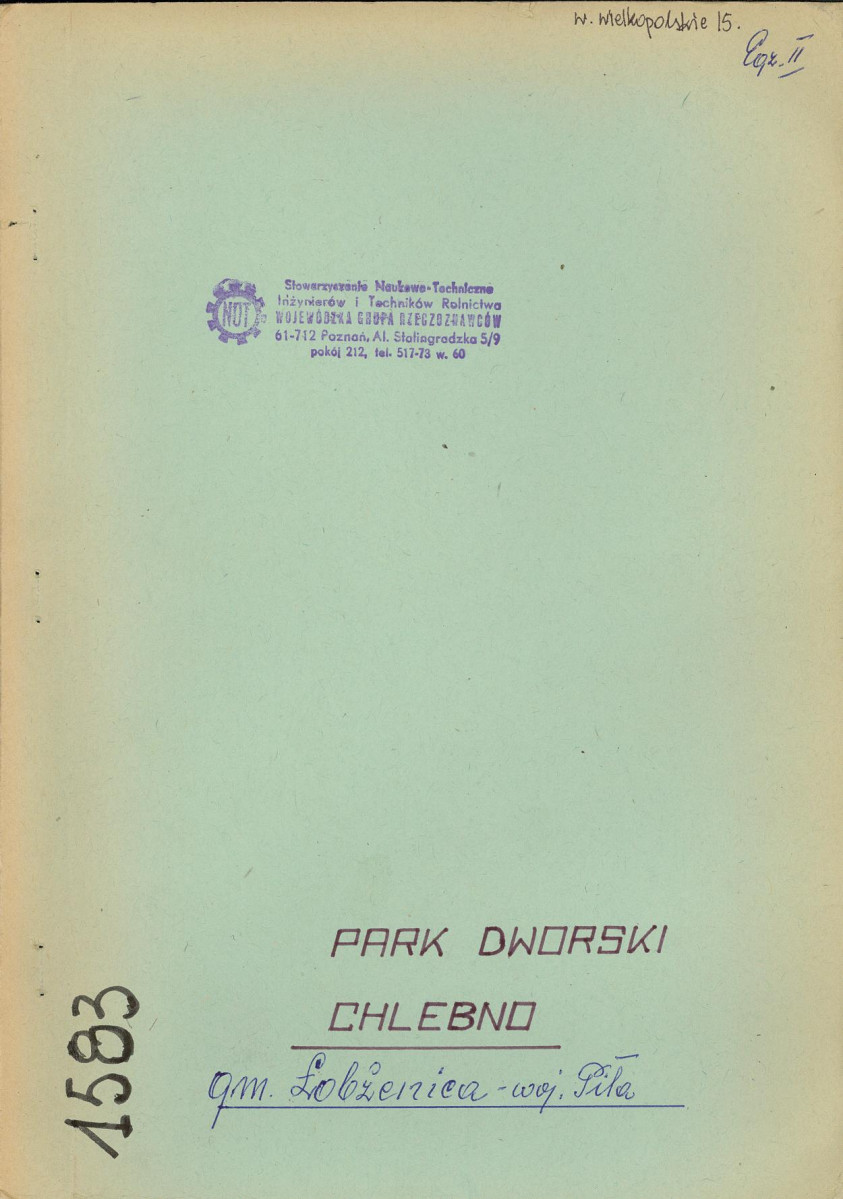 w. wielkopolskie 15.
Egz. II
NOT
Stowarzyszenie Naukowo-Techniczne
Inżynierów i Techników Rolnictwa
WOJEWÓDZKA GRUPA RZECZOZNAWCÓW
61-712 Poznań, Al. Stalingradzka 5/9
pokój 212, tel. 517-73 w. 60
PARK DWORSKI
CHLEBNO
gm. Łobżenica - woj. Piła
1583